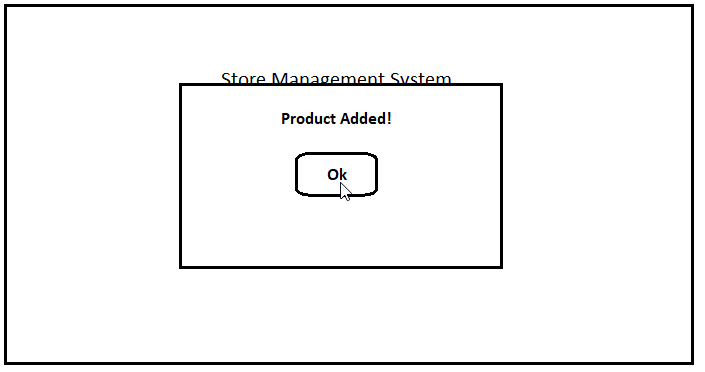 Store Management System
Product Added!
Ok